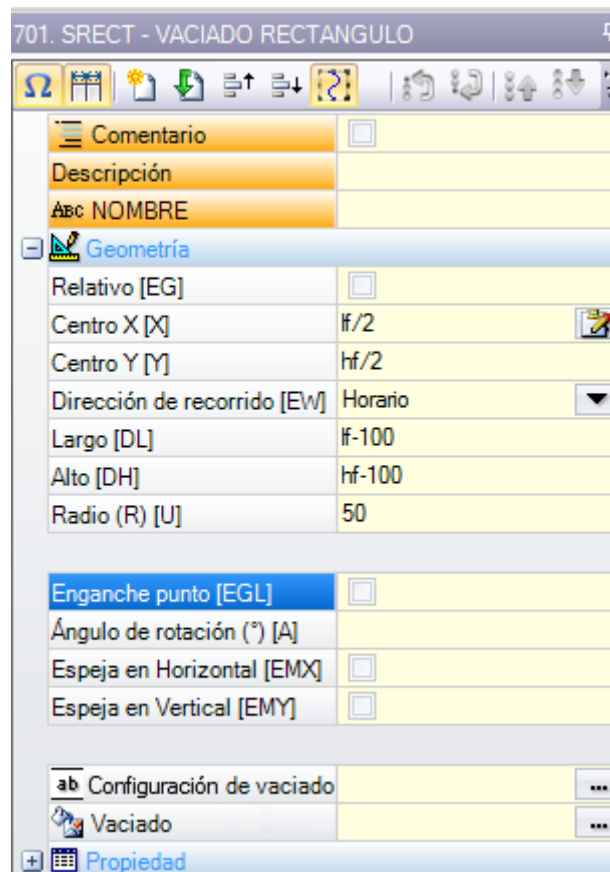 701. SRECT - VACIADO RECTANGULO
Comentario
Descripción
ABC NOMBRE
Geometría
Relativo [EG]
Centro X [X] lf/2
Centro Y [Y] hf/2
Dirección de recorrido [EW] Horario
Largo [DL] lf-100
Alto [DH] hf-100
Radio (R) [U] 50
Enganche punto [EGL]
Ángulo de rotación (°) [A]
Espeja en Horizontal [EMX]
Espeja en Vertical [EMY]
ab Configuración de vaciado ...
Vaciado ...
Propiedad